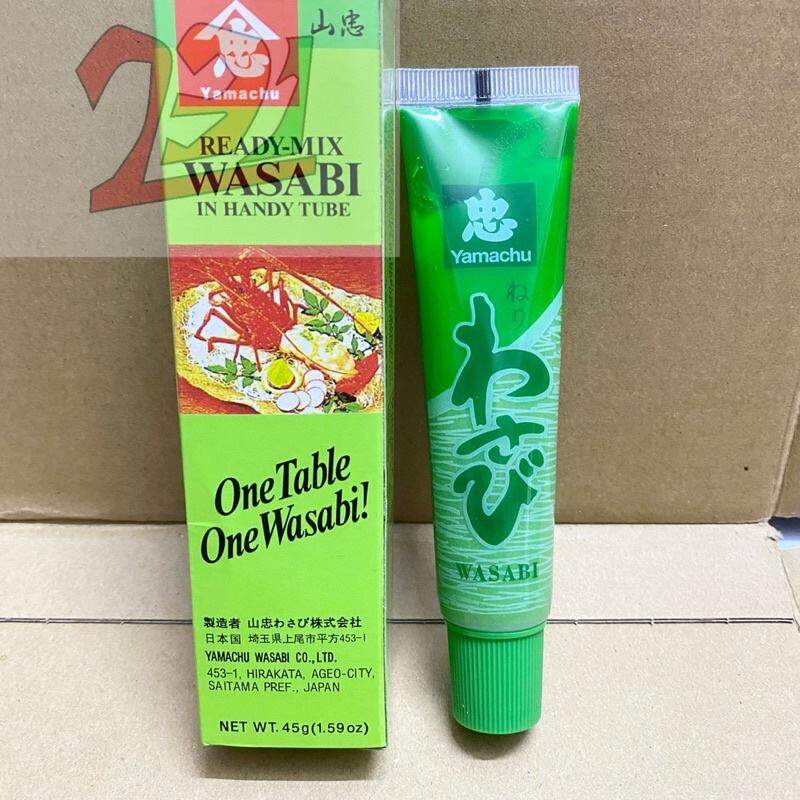 22
忠
Yamachu
山忠
READY-MIX
WASABI
IN HANDY TUBE
One Table
One Wasabi!
製造者 山忠わさび株式会社
日本国 埼玉県上尾市平方453-1
YAMACHU WASABI CO.,LTD.
453-1, HIRAKATA, AGEO-CITY,
SAITAMA PREF., JAPAN
NET WT. 45g(1.59oz)
忠
Yamachu
ねり
わさび
WASABI